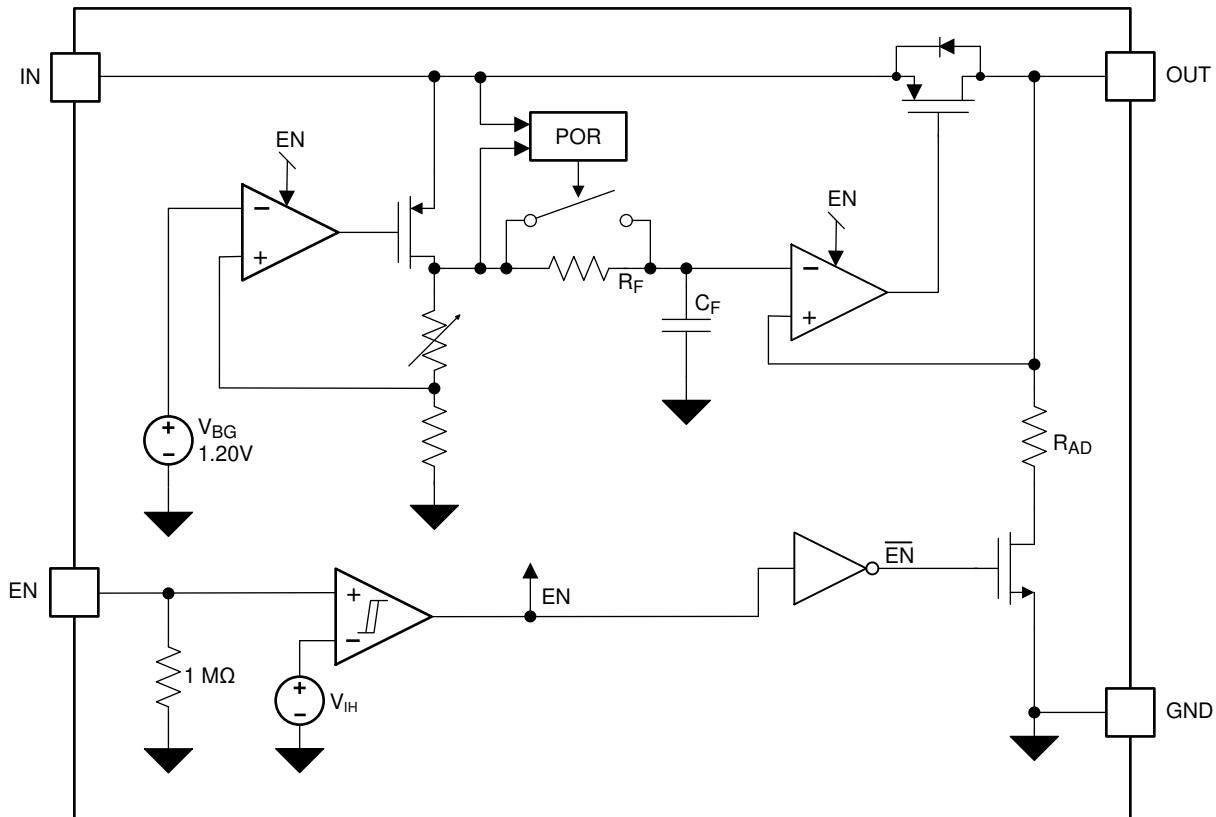 IN
OUT
POR
EN
EN
−
+
−
+
R_F
C_F
+
−
V_BG
1.20V
R_AD
EN
+
−
EN
E̅N̅
1 MΩ
+
−
V_IH
GND